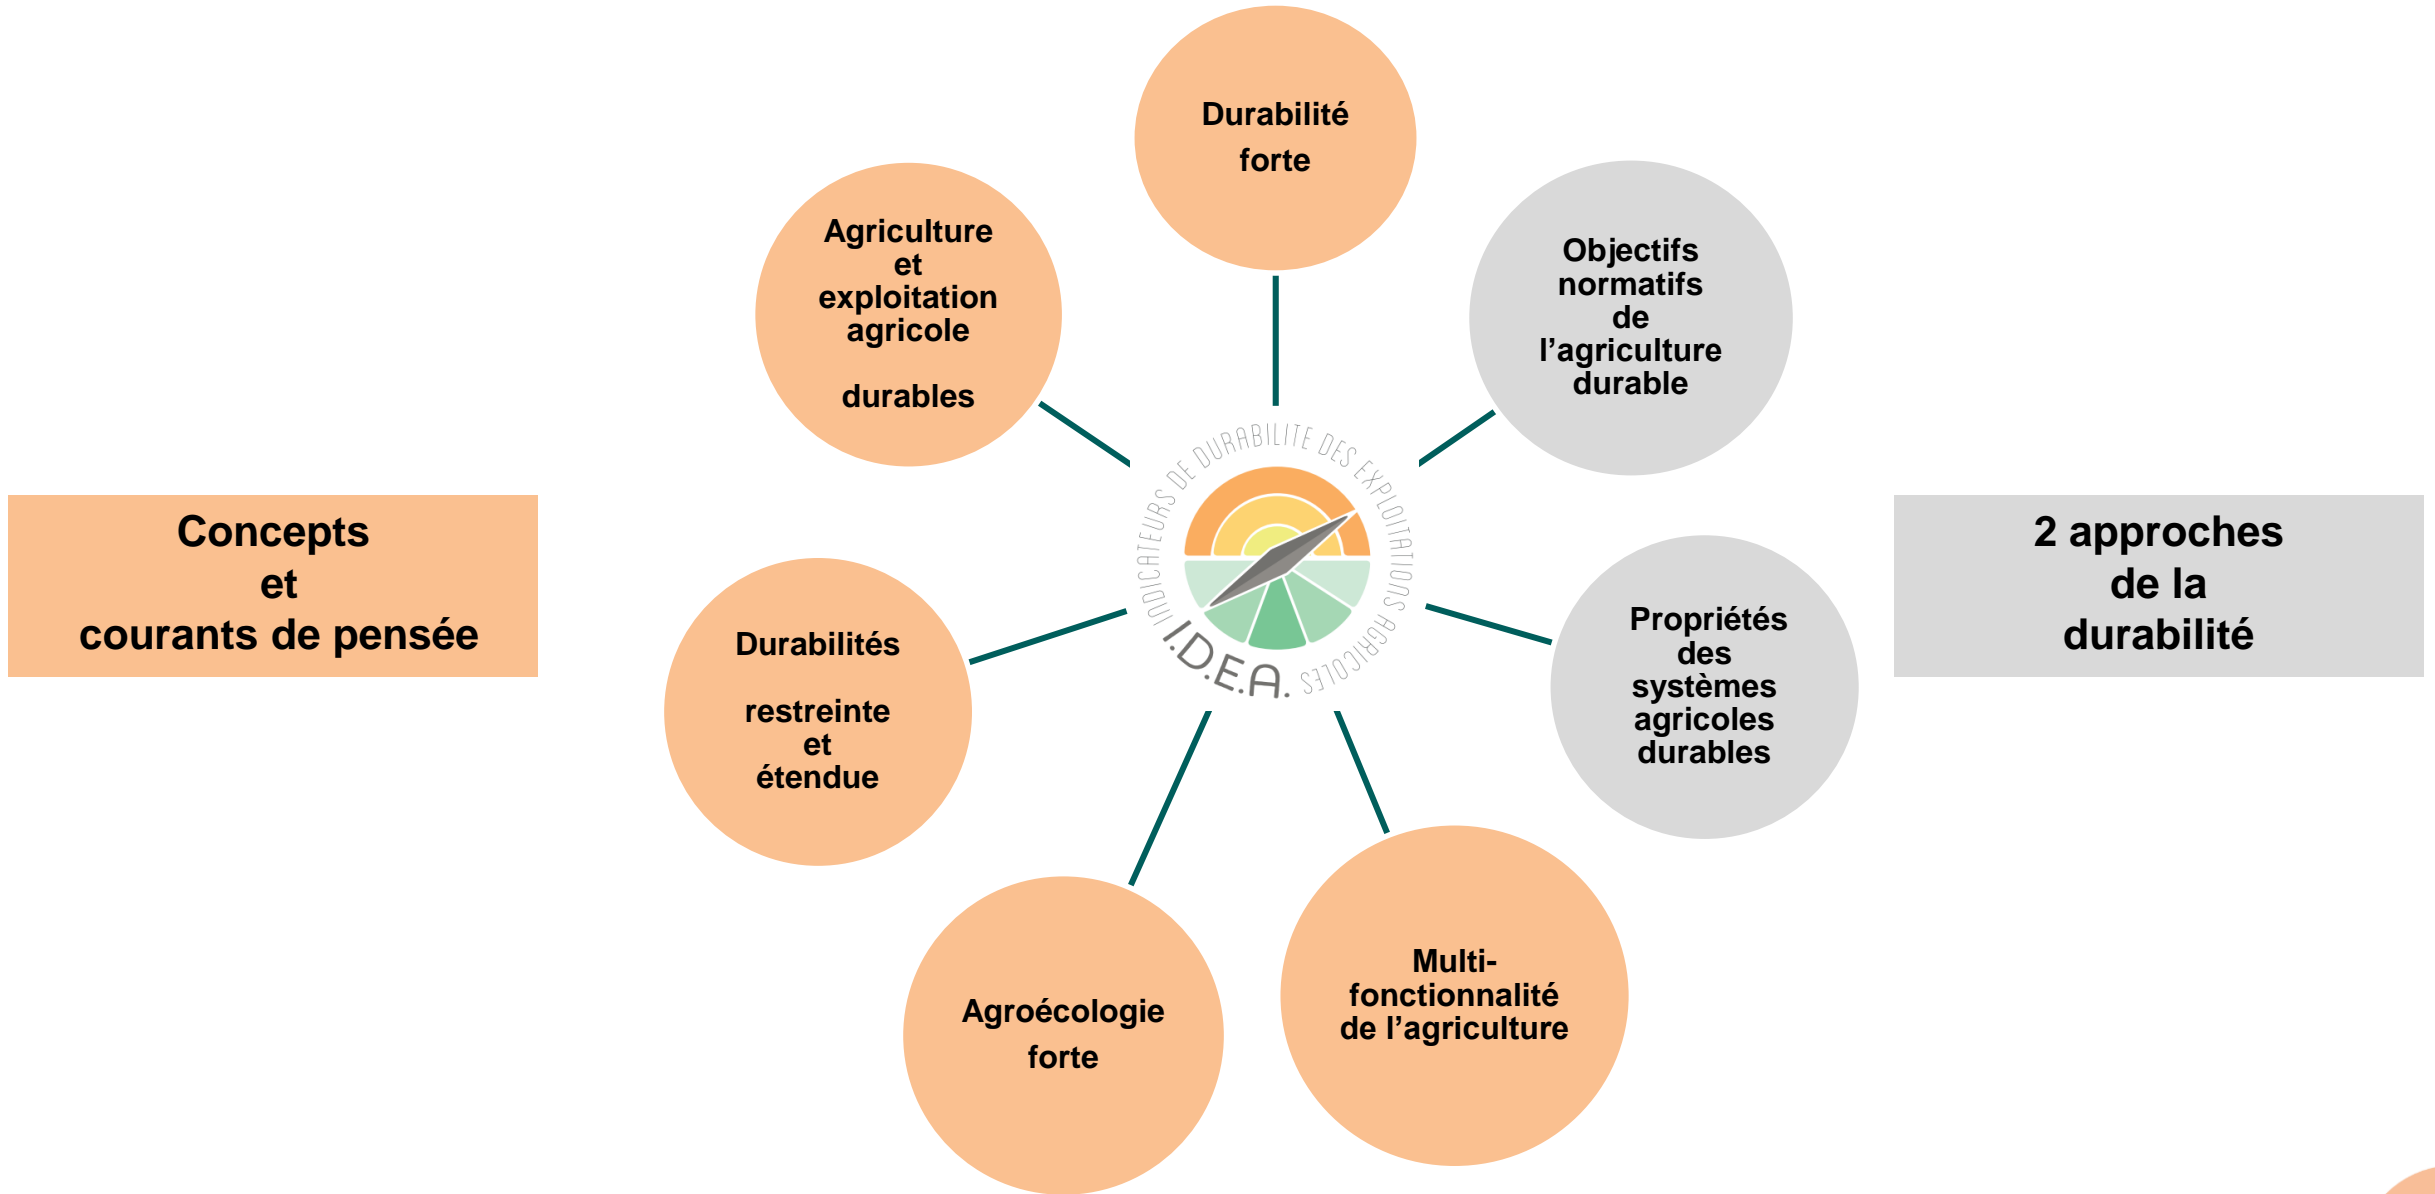 Durabilité
forte
Agriculture
et
exploitation
agricole
durables
Objectifs
normatifs
de
l’agriculture
durable
Concepts
et
courants de pensée
INDICATEURS DE DURABILITE DES EXPLOITATIONS AGRICOLES
I.D.E.A.
2 approches
de la
durabilité
Durabilités
restreinte
et
étendue
Propriétés
des
systèmes
agricoles
durables
Agroécologie
forte
Multi-
fonctionnalité
de l’agriculture